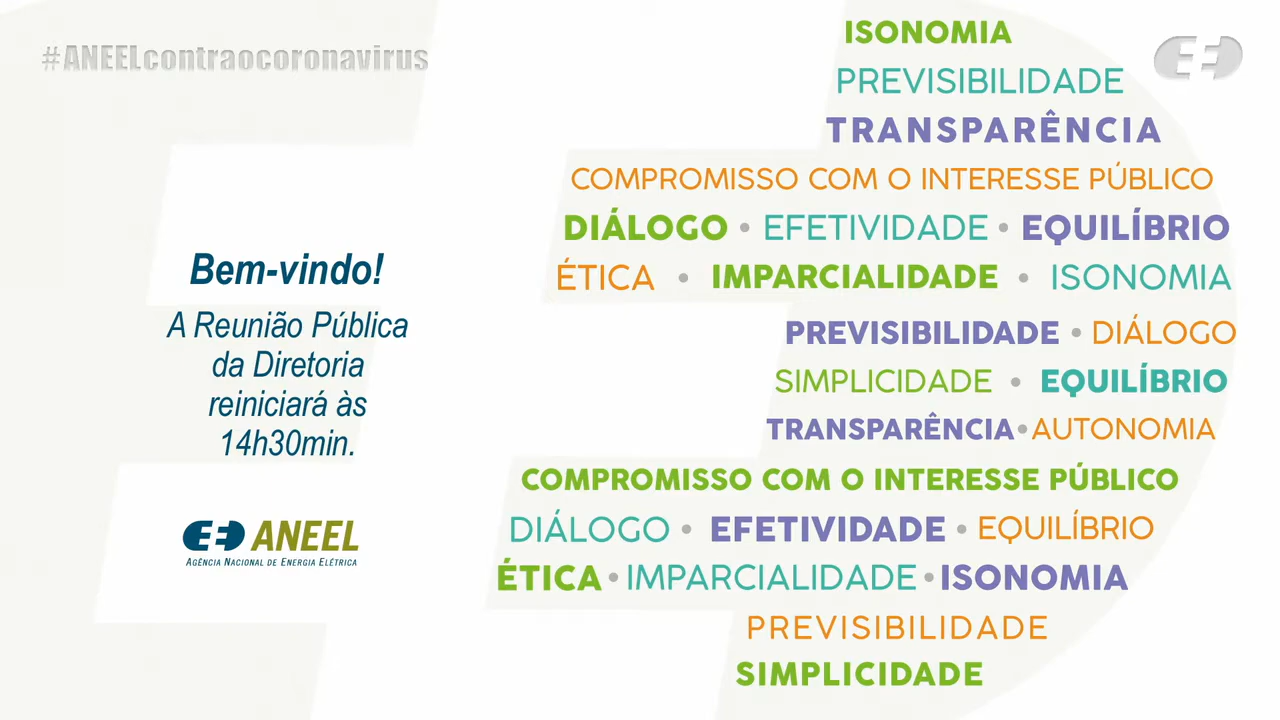 #ANEELcontraocoronavirus
Bem-vindo!
A Reunião Pública
da Diretoria
reiniciará às
14h30min.
ANEEL
AGÊNCIA NACIONAL DE ENERGIA ELÉTRICA
ISONOMIA
PREVISIBILIDADE
TRANSPARÊNCIA
COMPROMISSO COM O INTERESSE PÚBLICO
DIÁLOGO • EFETIVIDADE • EQUILÍBRIO
ÉTICA • IMPARCIALIDADE • ISONOMIA
PREVISIBILIDADE • DIÁLOGO
SIMPLICIDADE • EQUILÍBRIO
TRANSPARÊNCIA • AUTONOMIA
COMPROMISSO COM O INTERESSE PÚBLICO
DIÁLOGO • EFETIVIDADE • EQUILÍBRIO
ÉTICA • IMPARCIALIDADE • ISONOMIA
PREVISIBILIDADE
SIMPLICIDADE